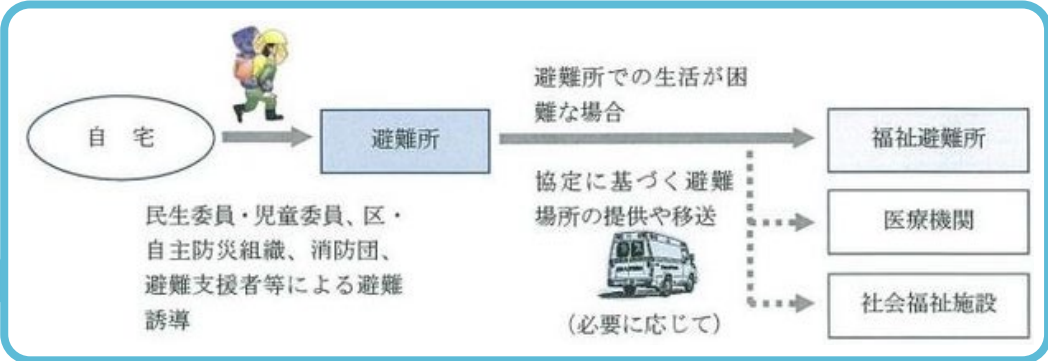 自 宅
避難所
避難所での生活が困
難な場合
福祉避難所
民生委員・児童委員、区・
自主防災組織、消防団、
避難支援者等による避難
誘導
協定に基づく避難
場所の提供や移送
(必要に応じて)
医療機関
社会福祉施設